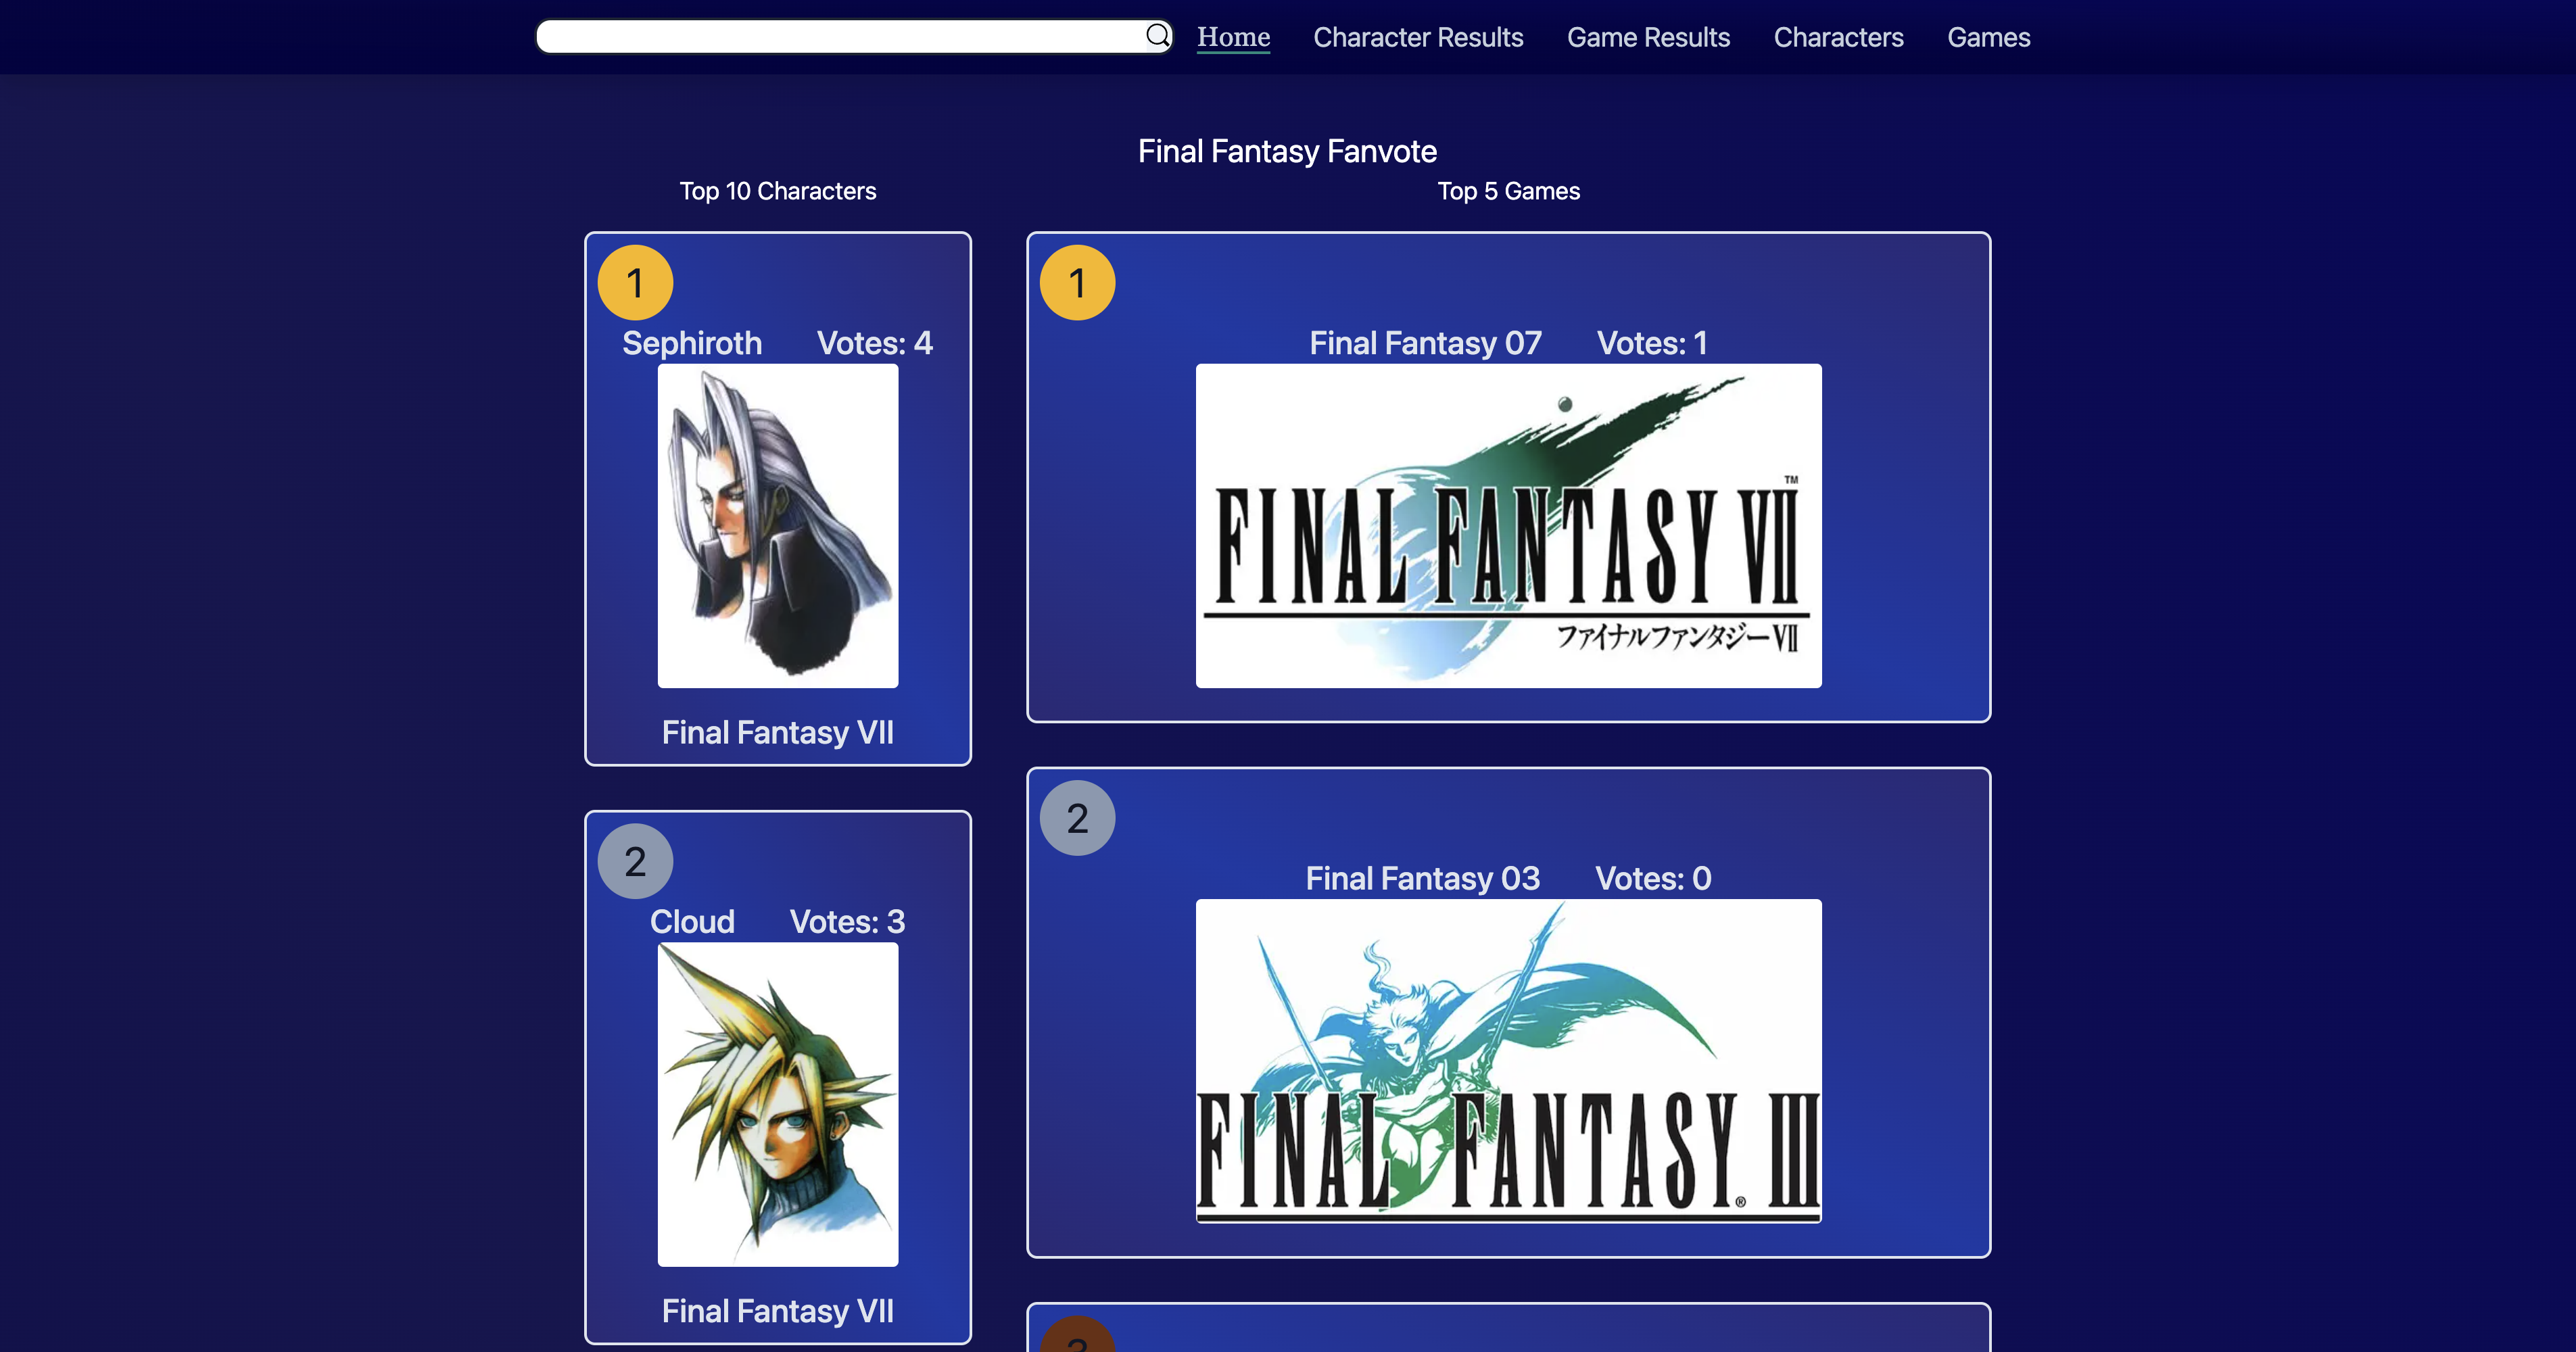 Home Character Results Game Results Characters Games
Final Fantasy Fanvote
Top 10 Characters
1
Sephiroth Votes: 4
Final Fantasy VII
2
Cloud Votes: 3
Final Fantasy VII
Top 5 Games
1
Final Fantasy 07 Votes: 1
TM
FINAL FANTASY VII
ファイナルファンタジーVII
2
Final Fantasy 03 Votes: 0
FINAL FANTASY® III
3